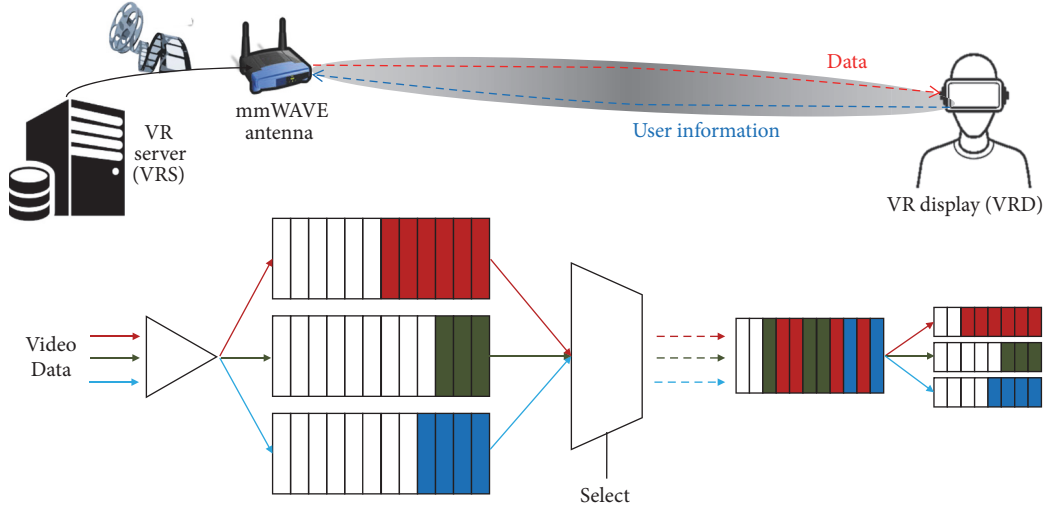 Data
mmWAVE
antenna
User information
VR
server
(VRS)
VR display (VRD)
Video
Data
Select